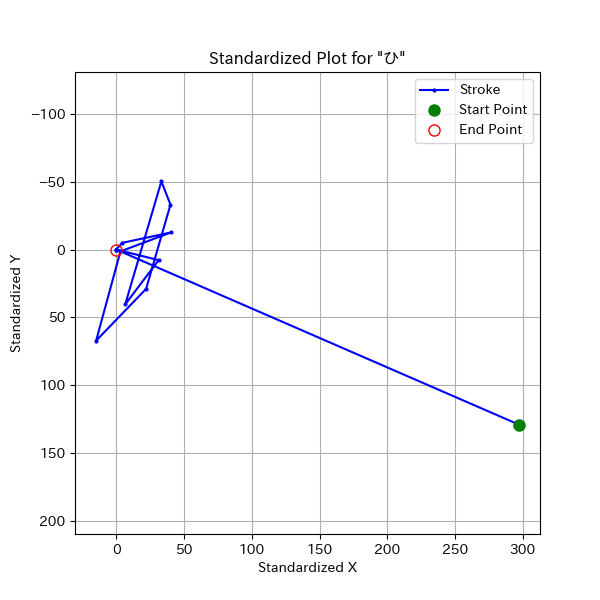 Standardized Plot for "ひ"
Stroke
Start Point
End Point
−100
−50
0
50
100
150
200
Standardized Y
0 50 100 150 200 250 300
Standardized X